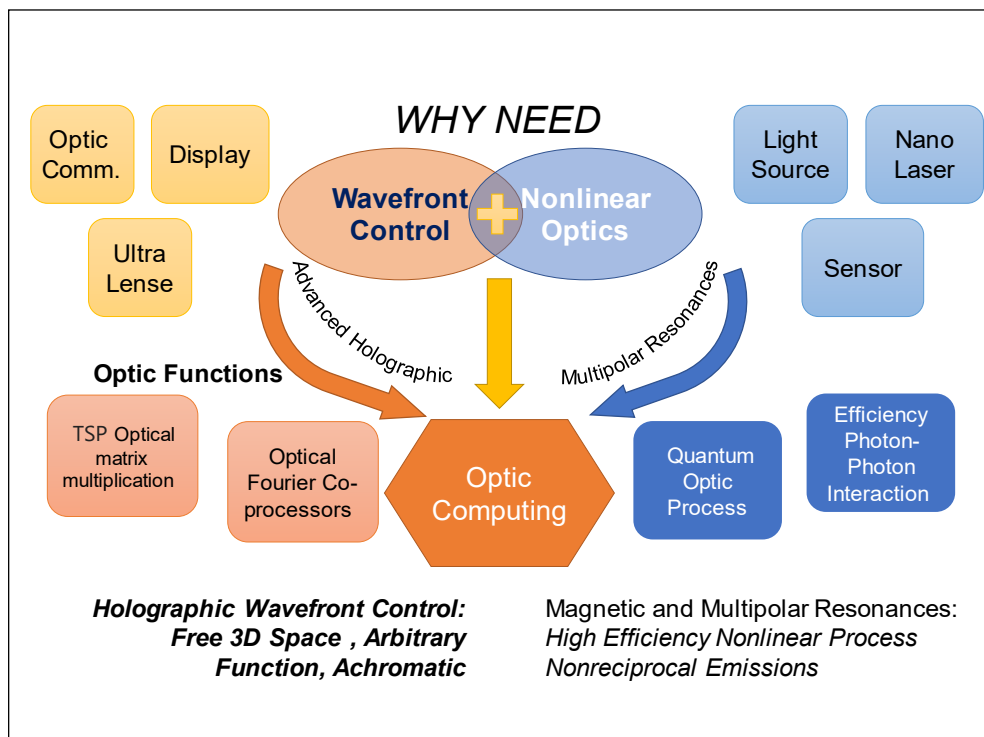 WHY NEED
Optic
Comm.
Display
Ultra
Lense
Wavefront
Control
Nonlinear
Optics
Light
Source
Nano
Laser
Sensor
Advanced Holographic
Multipolar Resonances
Optic Functions
TSP Optical
matrix
multiplication
Optical
Fourier Co-
processors
Optic
Computing
Quantum
Optic
Process
Efficiency
Photon-
Photon
Interaction
Holographic Wavefront Control:
Free 3D Space , Arbitrary
Function, Achromatic
Magnetic and Multipolar Resonances:
High Efficiency Nonlinear Process
Nonreciprocal Emissions